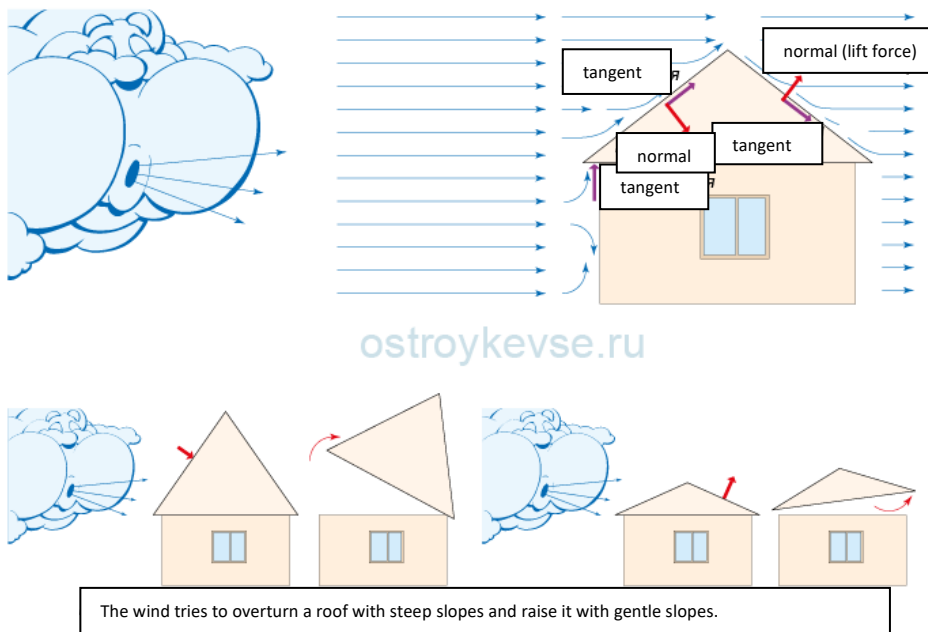 normal (lift force)
tangent
я
normal
tangent
tangent
я
ostroykevse.ru
The wind tries to overturn a roof with steep slopes and raise it with gentle slopes.